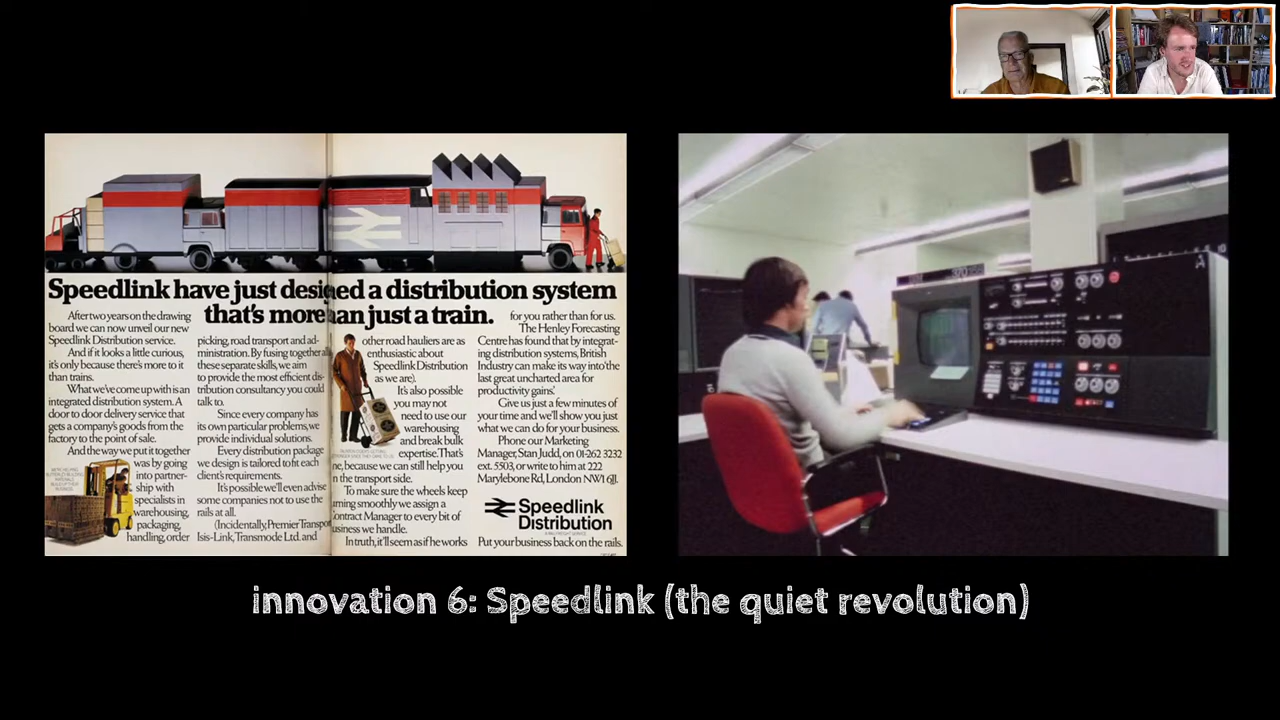 Speedlink have just designed a distribution system
that's more than just a train.
After two years on the drawing
board we can now unveil our new
Speedlink Distribution service.
And if it looks a little curious,
it's only because there's more to it
than trains.
What we've come up with is an
integrated distribution system. A
door to door delivery service that
gets a company's goods from the
factory to the point of sale.
And the way we put it together
was by going
into partner-
ship with
specialists in
warehousing,
packaging,
handling, order
picking, road transport and ad-
ministration. By fusing together all
these separate skills, we aim
to provide the most efficient dis-
tribution consultancy you could
talk to.
Since every company has
its own particular problems, we
provide individual solutions.
Every distribution package
we design is tailored to fit each
client's requirements.
It's possible we'll even advise
some companies not to use the
rails at all.
(Incidentally, Premier Transpor
Isis-Link, Transmode Ltd. and
other road hauliers are as
enthusiastic about
Speedlink Distribution
as we are).
It's also possible
you may not
need to use our
warehousing
and break bulk
expertise. That's
ne, because we can still help you
n the transport side.
To make sure the wheels keep
urning smoothly we assign a
Contract Manager to every bit of
usiness we handle.
In truth, it'll seem as if he works
for you rather than for us.
The Henley Forecasting
Centre has found that by integrat-
ing distribution systems, British
Industry can make its way into 'the
last great uncharted area for
productivity gains'.
Give us just a few minutes of
your time and we'll show you just
what we can do for your business.
Phone our Marketing
Manager, Stan Judd, on 01-262 3232
ext. 5503, or write to him at 222
Marylebone Rd, London NW1 6JJ.
Speedlink
Distribution
Put your business back on the rails.
370
innovation 6: Speedlink (the quiet revolution)